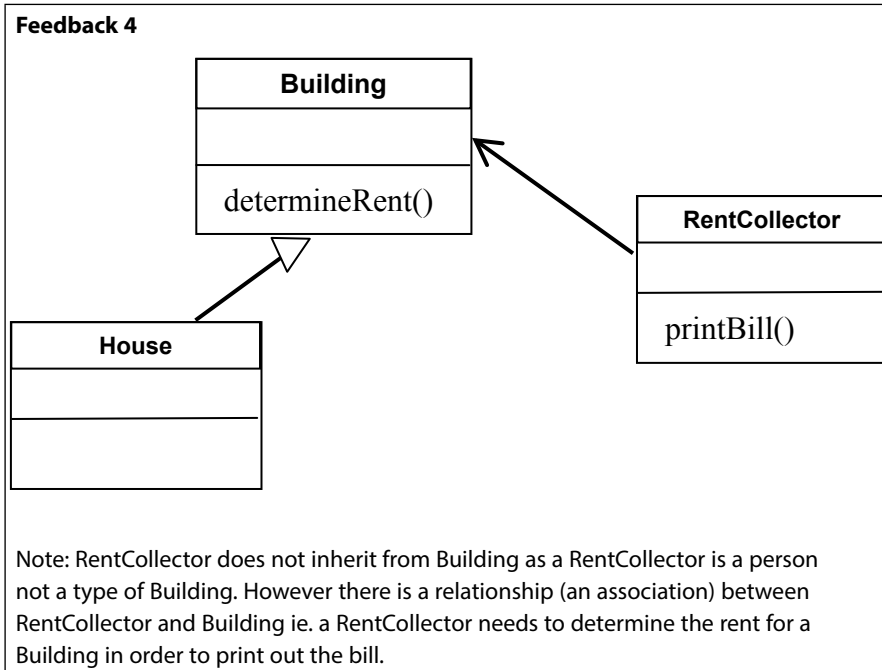 Feedback 4
Building
determineRent()
RentCollector
printBill()
House
Note: RentCollector does not inherit from Building as a RentCollector is a person
not a type of Building. However there is a relationship (an association) between
RentCollector and Building ie. a RentCollector needs to determine the rent for a
Building in order to print out the bill.